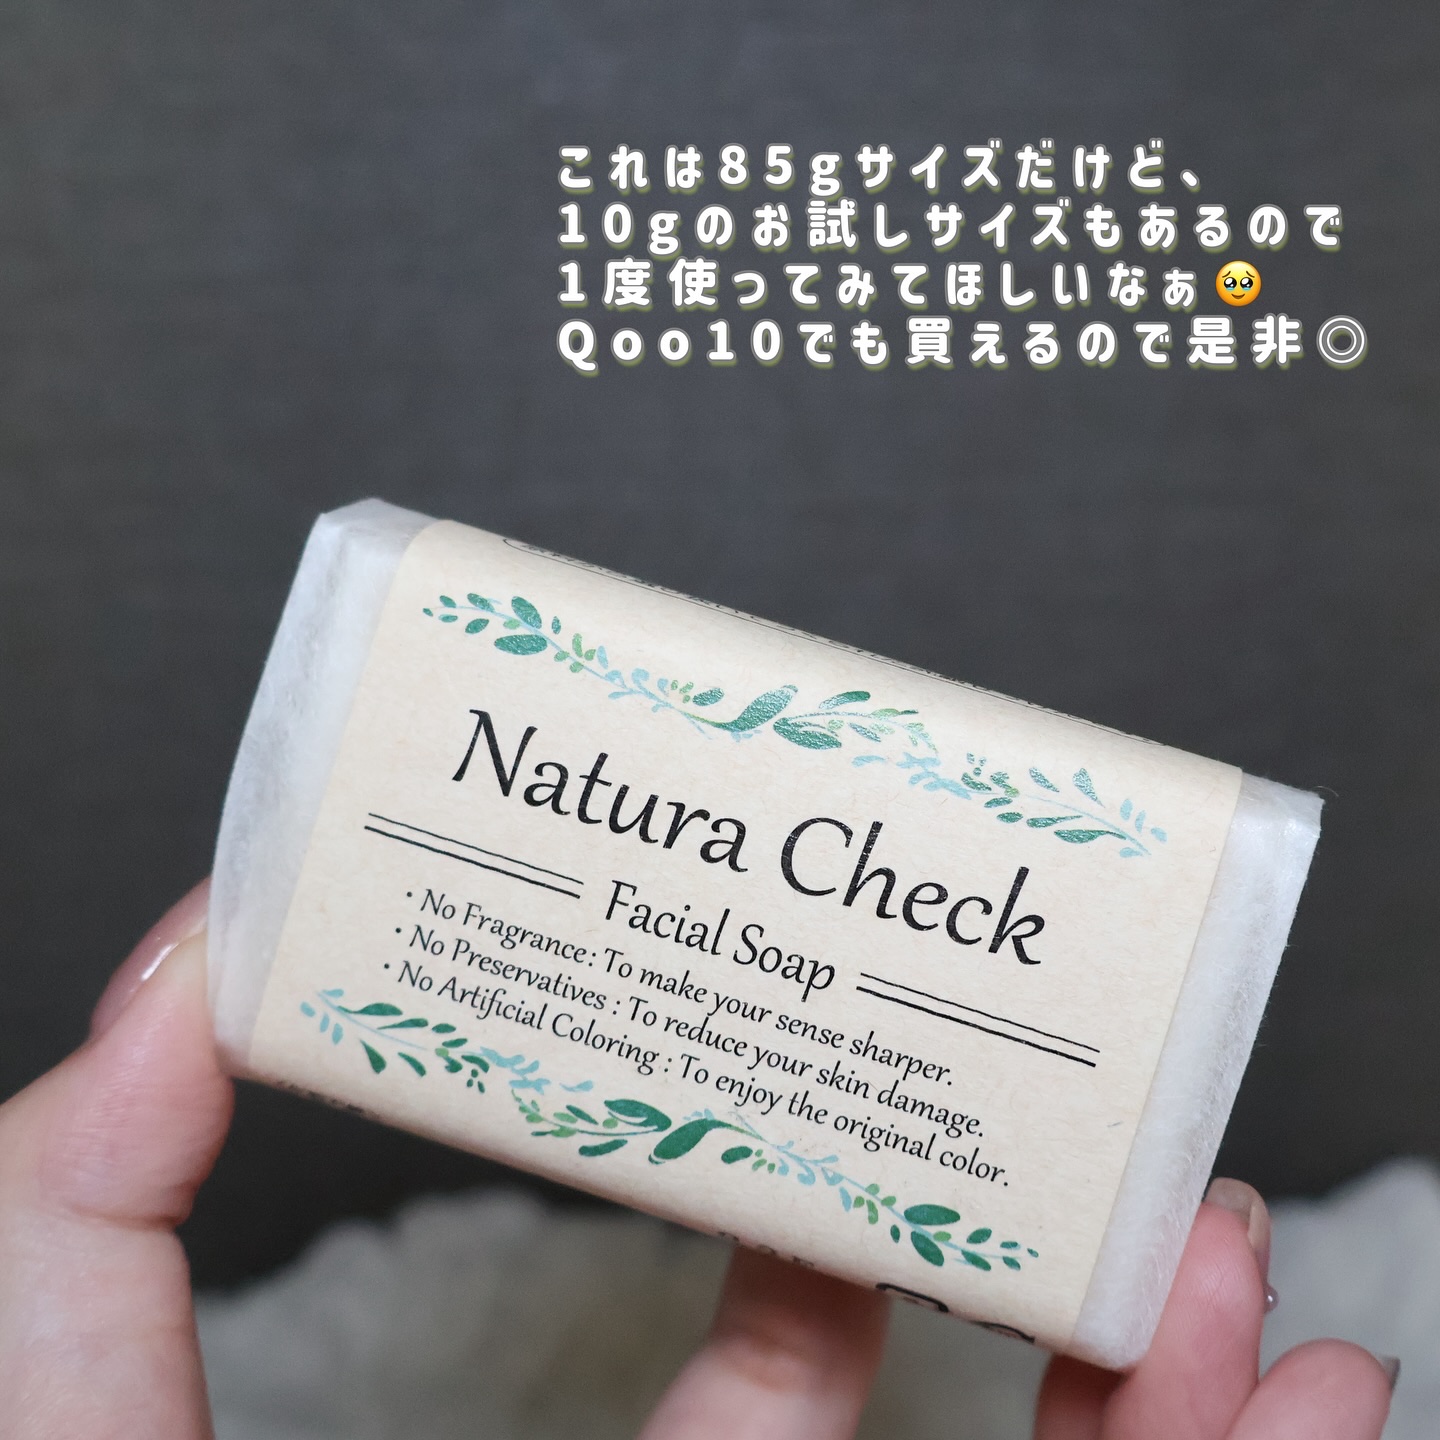 これは85gサイズだけど、
10gのお試しサイズもあるので
1度使ってみてほしいなぁ🥹
Qoo10でも買えるので是非◎
Natura Check
Facial Soap
・No Fragrance : To make your sense sharper.
・No Preservatives : To reduce your skin damage.
・No Artificial Coloring : To enjoy the original color.